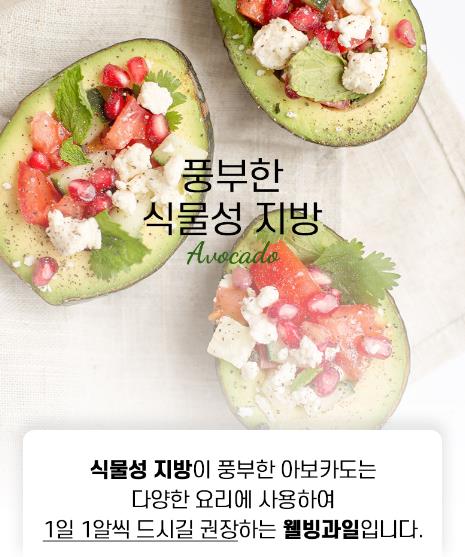 풍부한
식물성 지방
Avocado
식물성 지방이 풍부한 아보카도는
다양한 요리에 사용하여
1일 1알씩 드시길 권장하는 웰빙과일입니다.